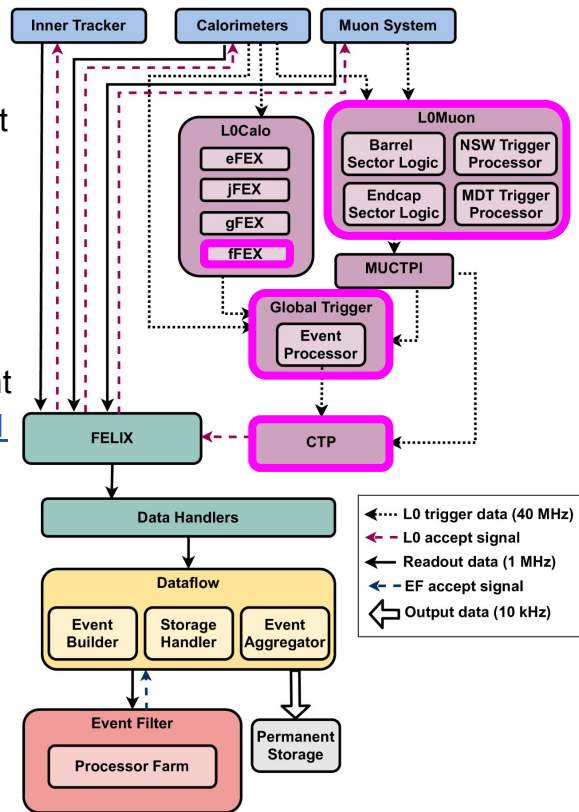 Inner Tracker
Calorimeters
Muon System
t
L0Calo
eFEX
jFEX
gFEX
fFEX
L0Muon
Barrel
Sector Logic
NSW Trigger
Processor
Endcap
Sector Logic
MDT Trigger
Processor
MUCTPI
Global Trigger
Event
Processor
nt
FELIX
CTP
Data Handlers
Dataflow
Event
Builder
Storage
Handler
Event
Aggregator
Event Filter
Processor Farm
Permanent
Storage
L0 trigger data (40 MHz)
L0 accept signal
Readout data (1 MHz)
EF accept signal
Output data (10 kHz)